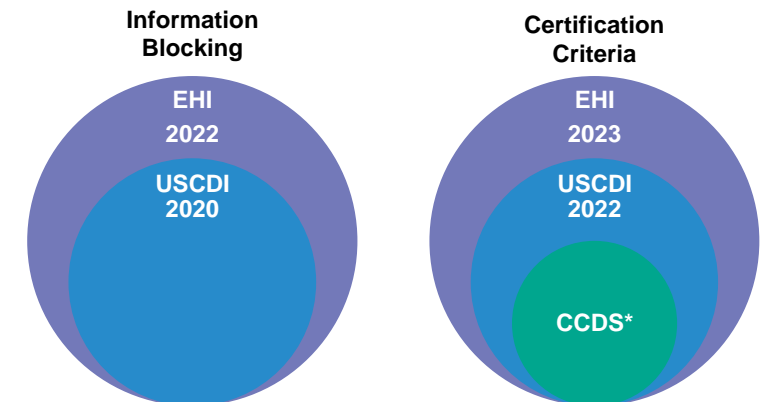 Information
Blocking
EHI
2022
USCDI
2020
Certification
Criteria
EHI
2023
USCDI
2022
CCDS*